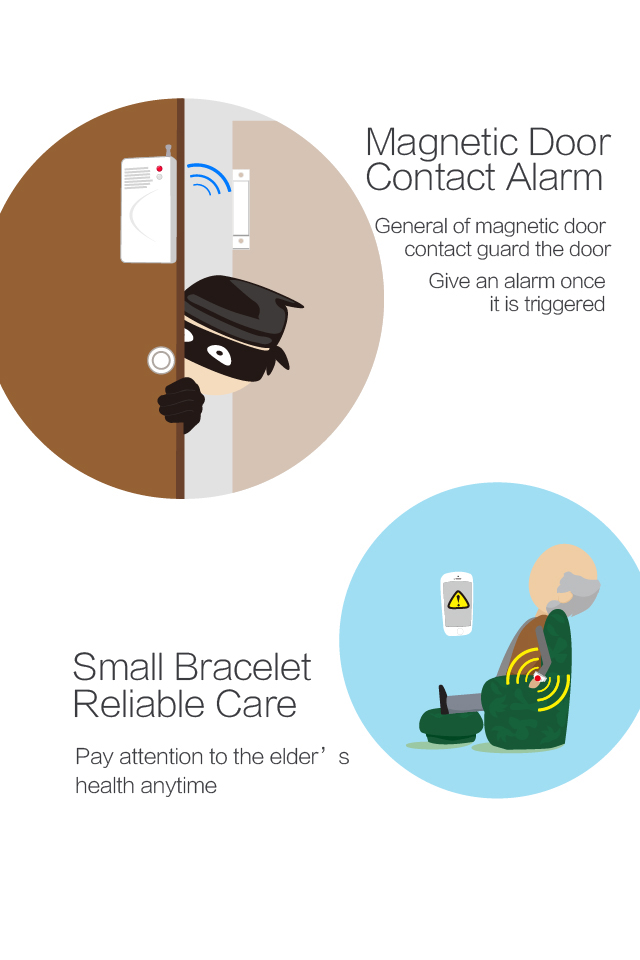 Magnetic Door
Contact Alarm
General of magnetic door
contact guard the door
Give an alarm once
it is triggered
Small Bracelet
Reliable Care
Pay attention to the elder’s
health anytime